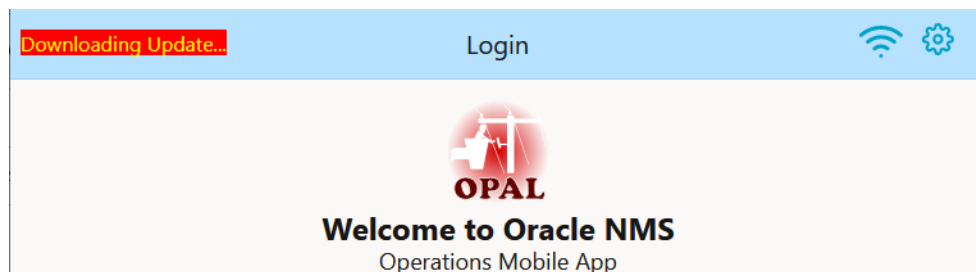 Downloading Update...
Login
OPAL
Welcome to Oracle NMS
Operations Mobile App